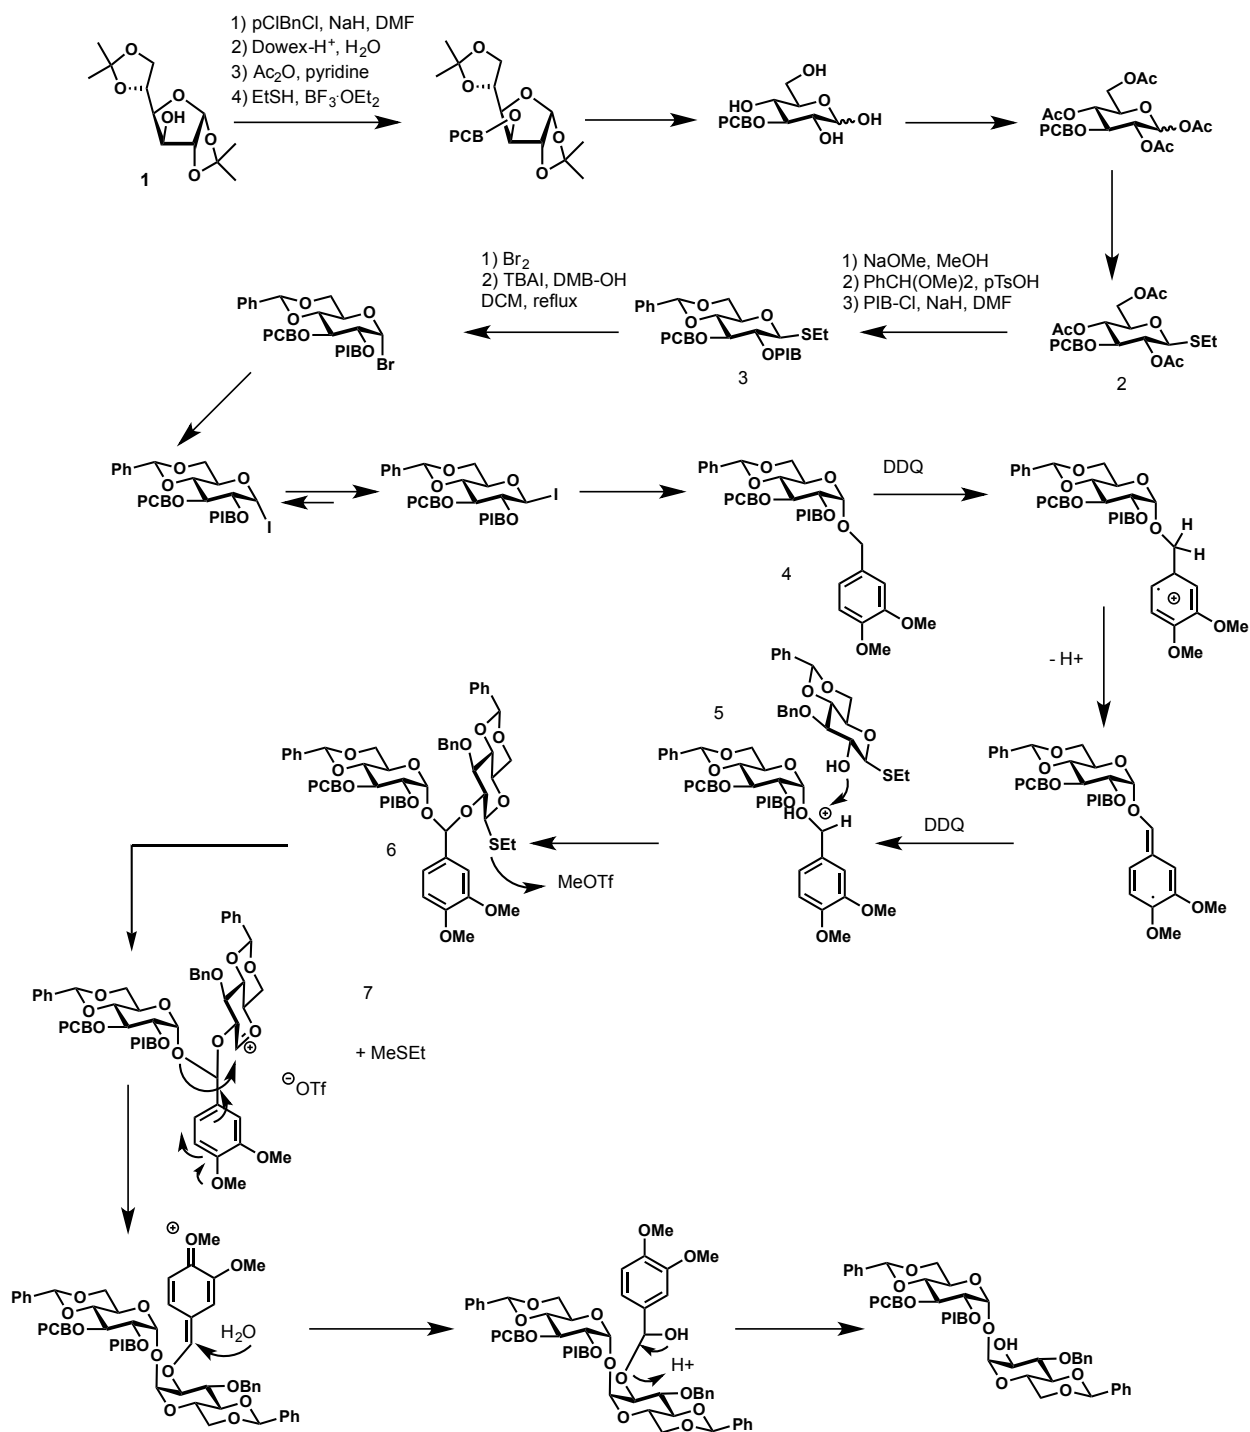 1) pClBnCl, NaH, DMF
2) Dowex-H+, H2O
3) Ac2O, pyridine
4) EtSH, BF3·OEt2
O
O
O
OH
O
O
1
O
O
O
O
PCB
O
O
OH
HO
O
PCBO
OH
OH
OAc
AcO
O
PCBO
OAc
OAc
1) Br2
2) TBAI, DMB-OH
DCM, reflux
1) NaOMe, MeOH
2) PhCH(OMe)2, pTsOH
3) PIB-Cl, NaH, DMF
Ph
O
O
O
PCBO
PIBO
Br
Ph
O
O
O
PCBO
SEt
OPIB
3
OAc
AcO
O
PCBO
SEt
OAc
2
Ph
O
O
O
PCBO
PIBO
I
Ph
O
O
O
PCBO
PIBO
I
Ph
O
O
O
PCBO
PIBO
O
4
OMe
OMe
DDQ
Ph
O
O
O
PCBO
PIBO
O
H
H
OMe
OMe
- H+
Ph
O
O
O
BnO
HO
SEt
5
Ph
O
O
O
PCBO
PIBO
HO
H
OMe
OMe
DDQ
Ph
O
O
O
PCBO
PIBO
O
OMe
OMe
Ph
O
O
BnO
O
Ph
O
O
O
PCBO
PIBO
O
O
SEt
6
MeOTf
OMe
OMe
Ph
O
O
BnO
O
Ph
O
O
O
PCBO
PIBO
O
O
7
+ MeSEt
OTf
OMe
OMe
OMe
OMe
Ph
O
O
O
PCBO
PIBO
O
O
H2O
OBn
O
O
O
Ph
OMe
OMe
Ph
O
O
O
PCBO
PIBO
O
OH
H+
O
OBn
O
O
O
Ph
Ph
O
O
O
PCBO
PIBO
O
OH
OBn
O
O
O
Ph